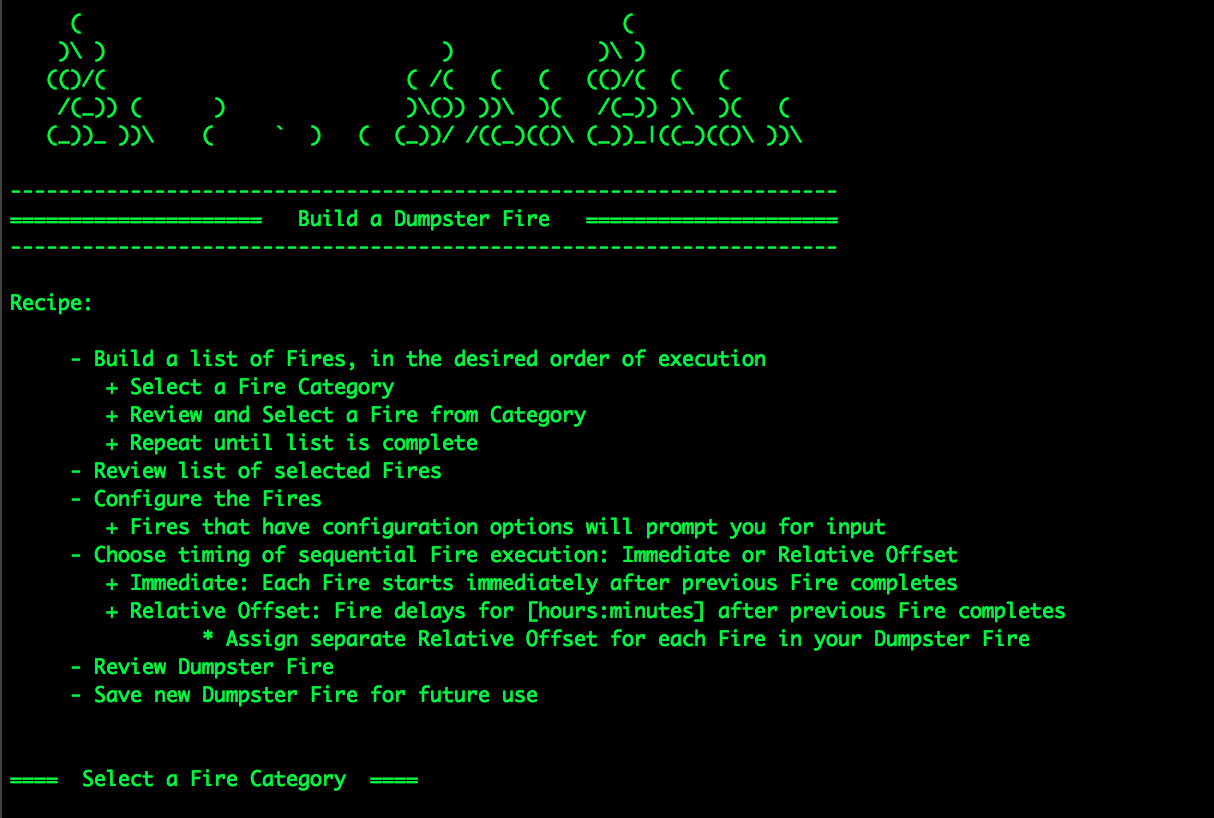 (                                             (
    )\ )                            )            )\ )
   (()/(                         ( /(   (   (   (()/(  (   (
    /(_)) (      )               )\()) ))\  )(   /(_)) )\  )(   (
   (_))_ ))\    (     `  )   (  (_))/ /((_)(()\ (_))_|((_)(()\ ))\
---------------------------------------------------------------------
=====================   Build a Dumpster Fire   =====================
---------------------------------------------------------------------
Recipe:
     - Build a list of Fires, in the desired order of execution
        + Select a Fire Category
        + Review and Select a Fire from Category
        + Repeat until list is complete
     - Review list of selected Fires
     - Configure the Fires
        + Fires that have configuration options will prompt you for input
     - Choose timing of sequential Fire execution: Immediate or Relative Offset
        + Immediate: Each Fire starts immediately after previous Fire completes
        + Relative Offset: Fire delays for [hours:minutes] after previous Fire completes
                * Assign separate Relative Offset for each Fire in your Dumpster Fire
     - Review Dumpster Fire
     - Save new Dumpster Fire for future use
====  Select a Fire Category  ====